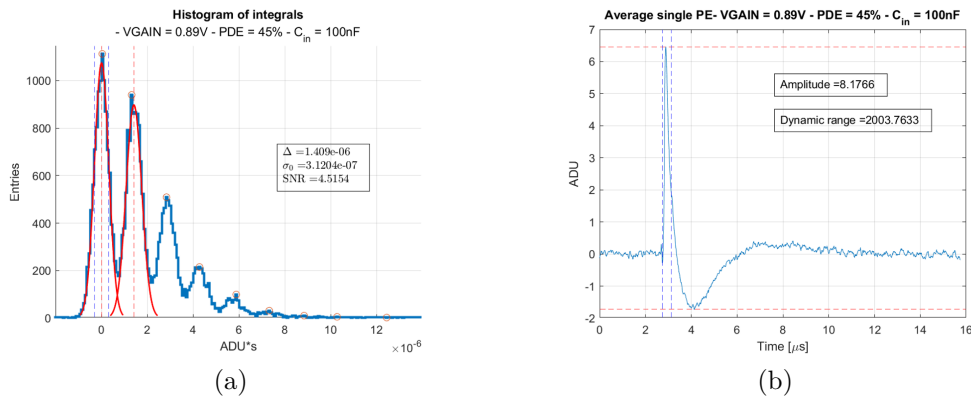 Histogram of integrals
- VGAIN = 0.89V - PDE = 45% - C_in = 100nF
Entries
1000
800
600
400
200
0
Δ =1.409e-06
σ₀ =3.1204e-07
SNR =4.5154
0 2 4 6 8 10 12
ADU*s
×10⁻⁶
(a)
Average single PE- VGAIN = 0.89V - PDE = 45% - C_in = 100nF
ADU
7
6
5
4
3
2
1
0
-1
-2
Amplitude =8.1766
Dynamic range =2003.7633
0 2 4 6 8 10 12 14 16
Time [μs]
(b)